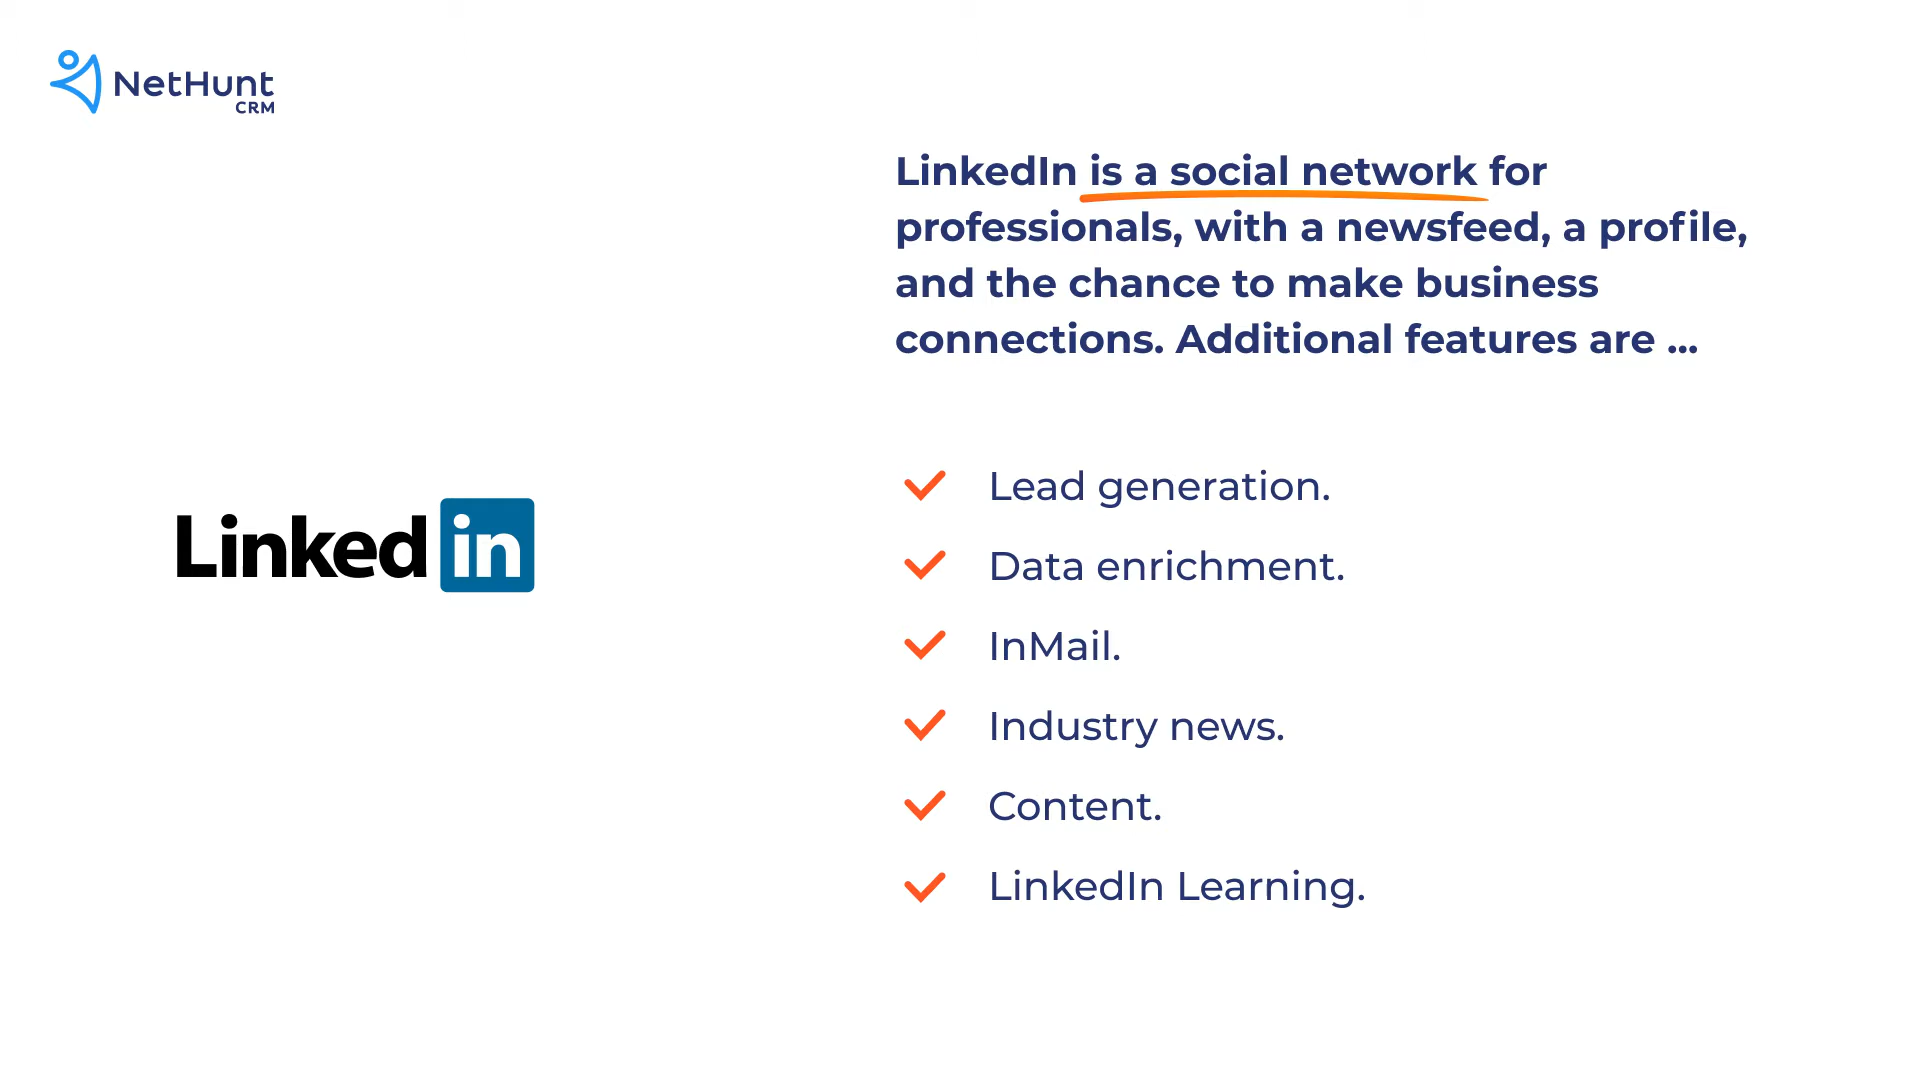 NetHunt
CRM
LinkedIn is a social network for
professionals, with a newsfeed, a profile,
and the chance to make business
connections. Additional features are ...
Linked in
Lead generation.
Data enrichment.
InMail.
Industry news.
Content.
LinkedIn Learning.